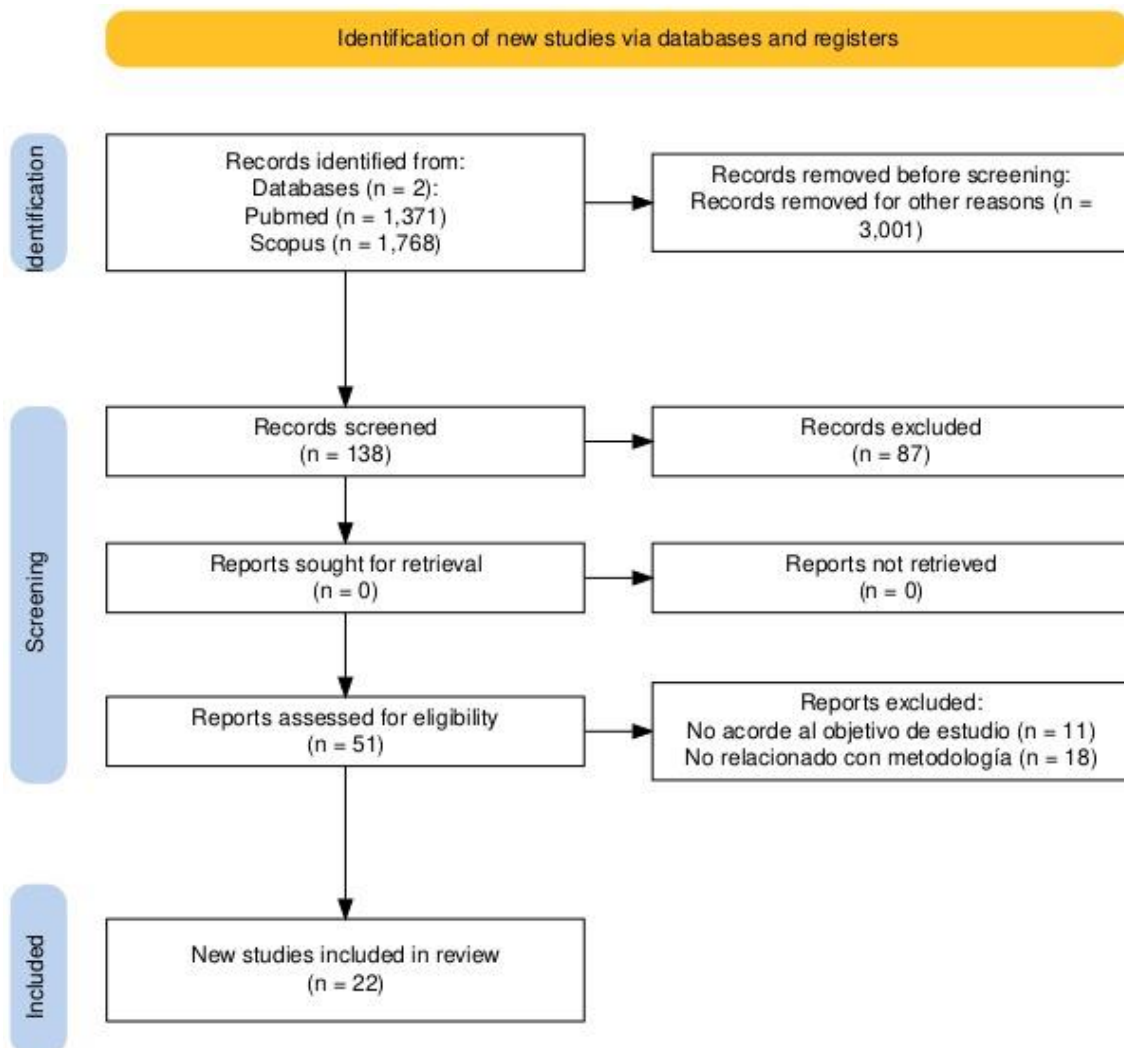 Identification of new studies via databases and registers
Identification
Records identified from:
Databases (n = 2):
Pubmed (n = 1,371)
Scopus (n = 1,768)
Records removed before screening:
Records removed for other reasons (n =
3,001)
Screening
Records screened
(n = 138)
Records excluded
(n = 87)
Reports sought for retrieval
(n = 0)
Reports not retrieved
(n = 0)
Reports assessed for eligibility
(n = 51)
Reports excluded:
No acorde al objetivo de estudio (n = 11)
No relacionado con metodología (n = 18)
Included
New studies included in review
(n = 22)